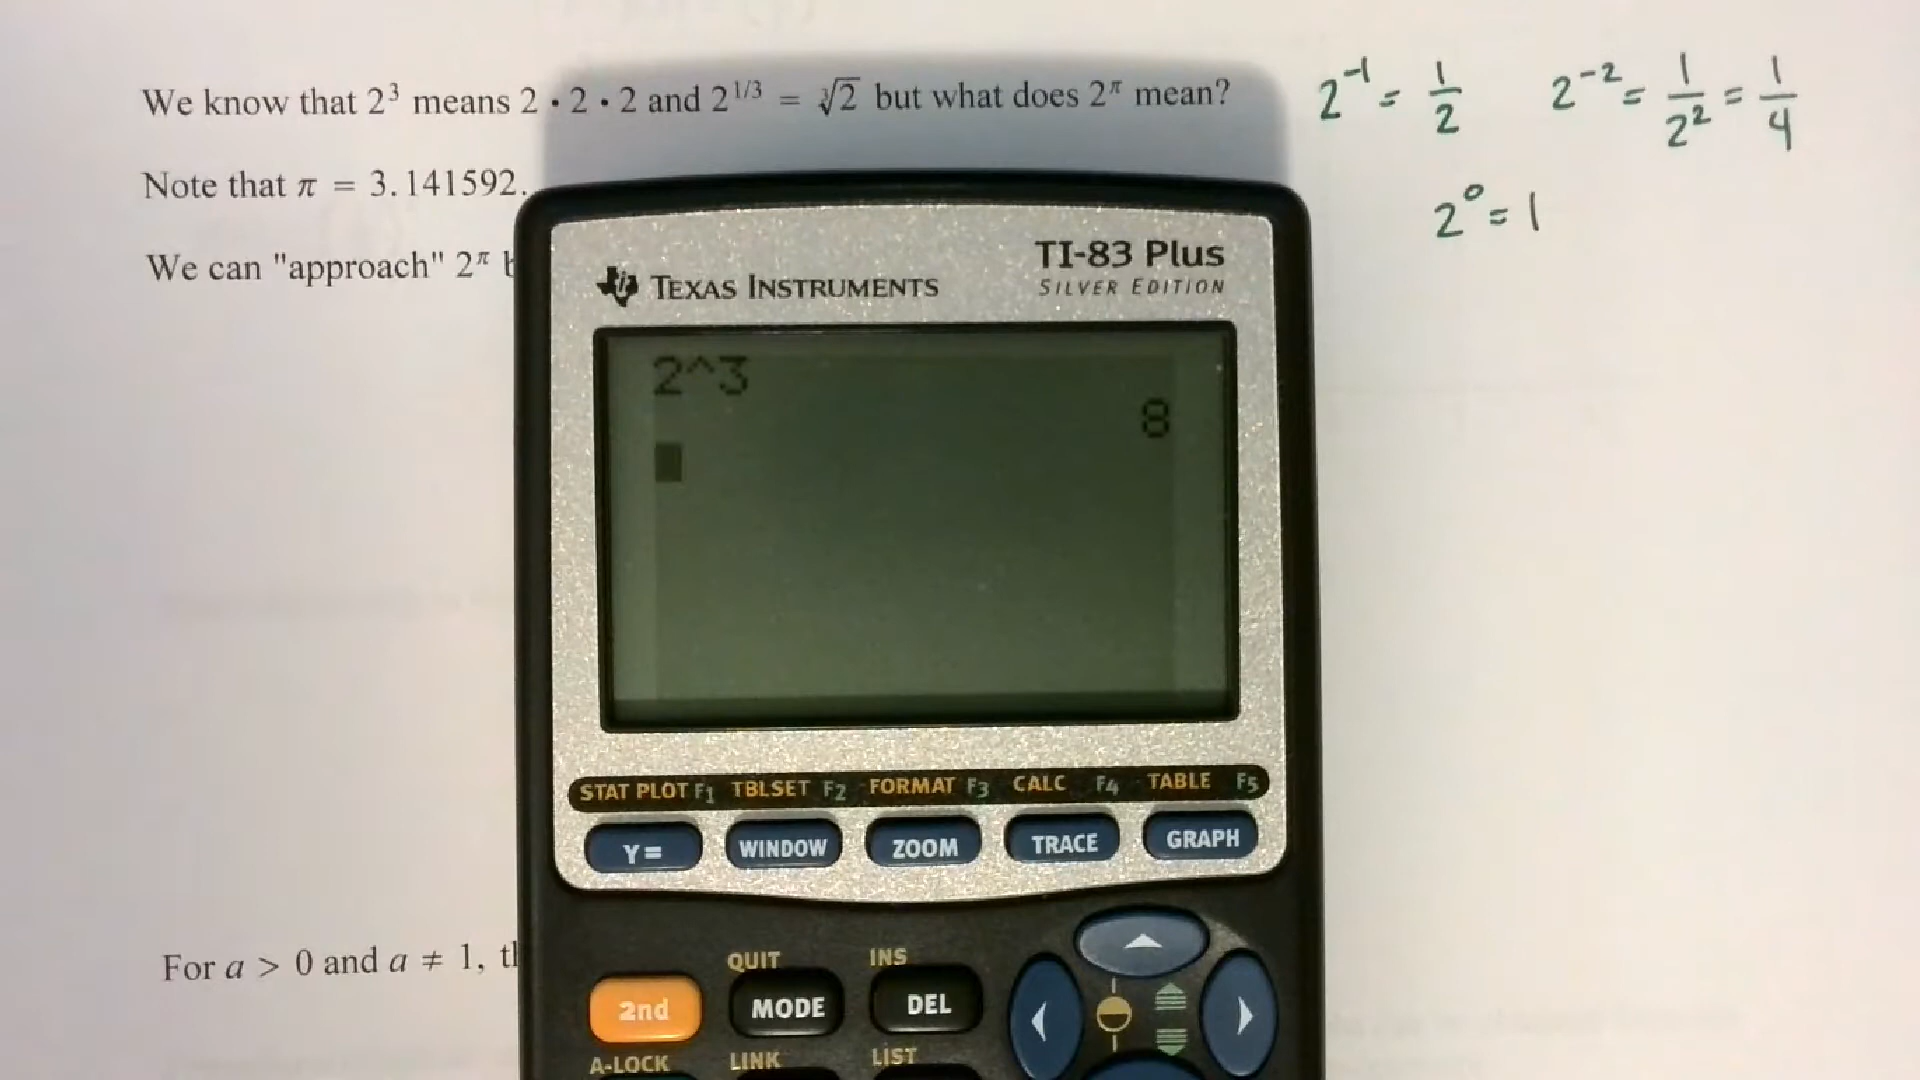 We know that 2³ means 2 • 2 • 2 and 2^{1/3} = ∛2 but what does 2^π mean?
2⁻¹ = 1/2
2⁻² = 1/2² = 1/4
Note that π = 3.141592.
2⁰ = 1
We can "approach" 2^π
TEXAS INSTRUMENTS
TI-83 Plus
SILVER EDITION
2^3
8
STAT PLOT F1 TBLSET F2 FORMAT F3 CALC F4 TABLE F5
Y= WINDOW ZOOM TRACE GRAPH
For a > 0 and a ≠ 1,
QUIT INS
2nd MODE DEL
A-LOCK LINK LIST